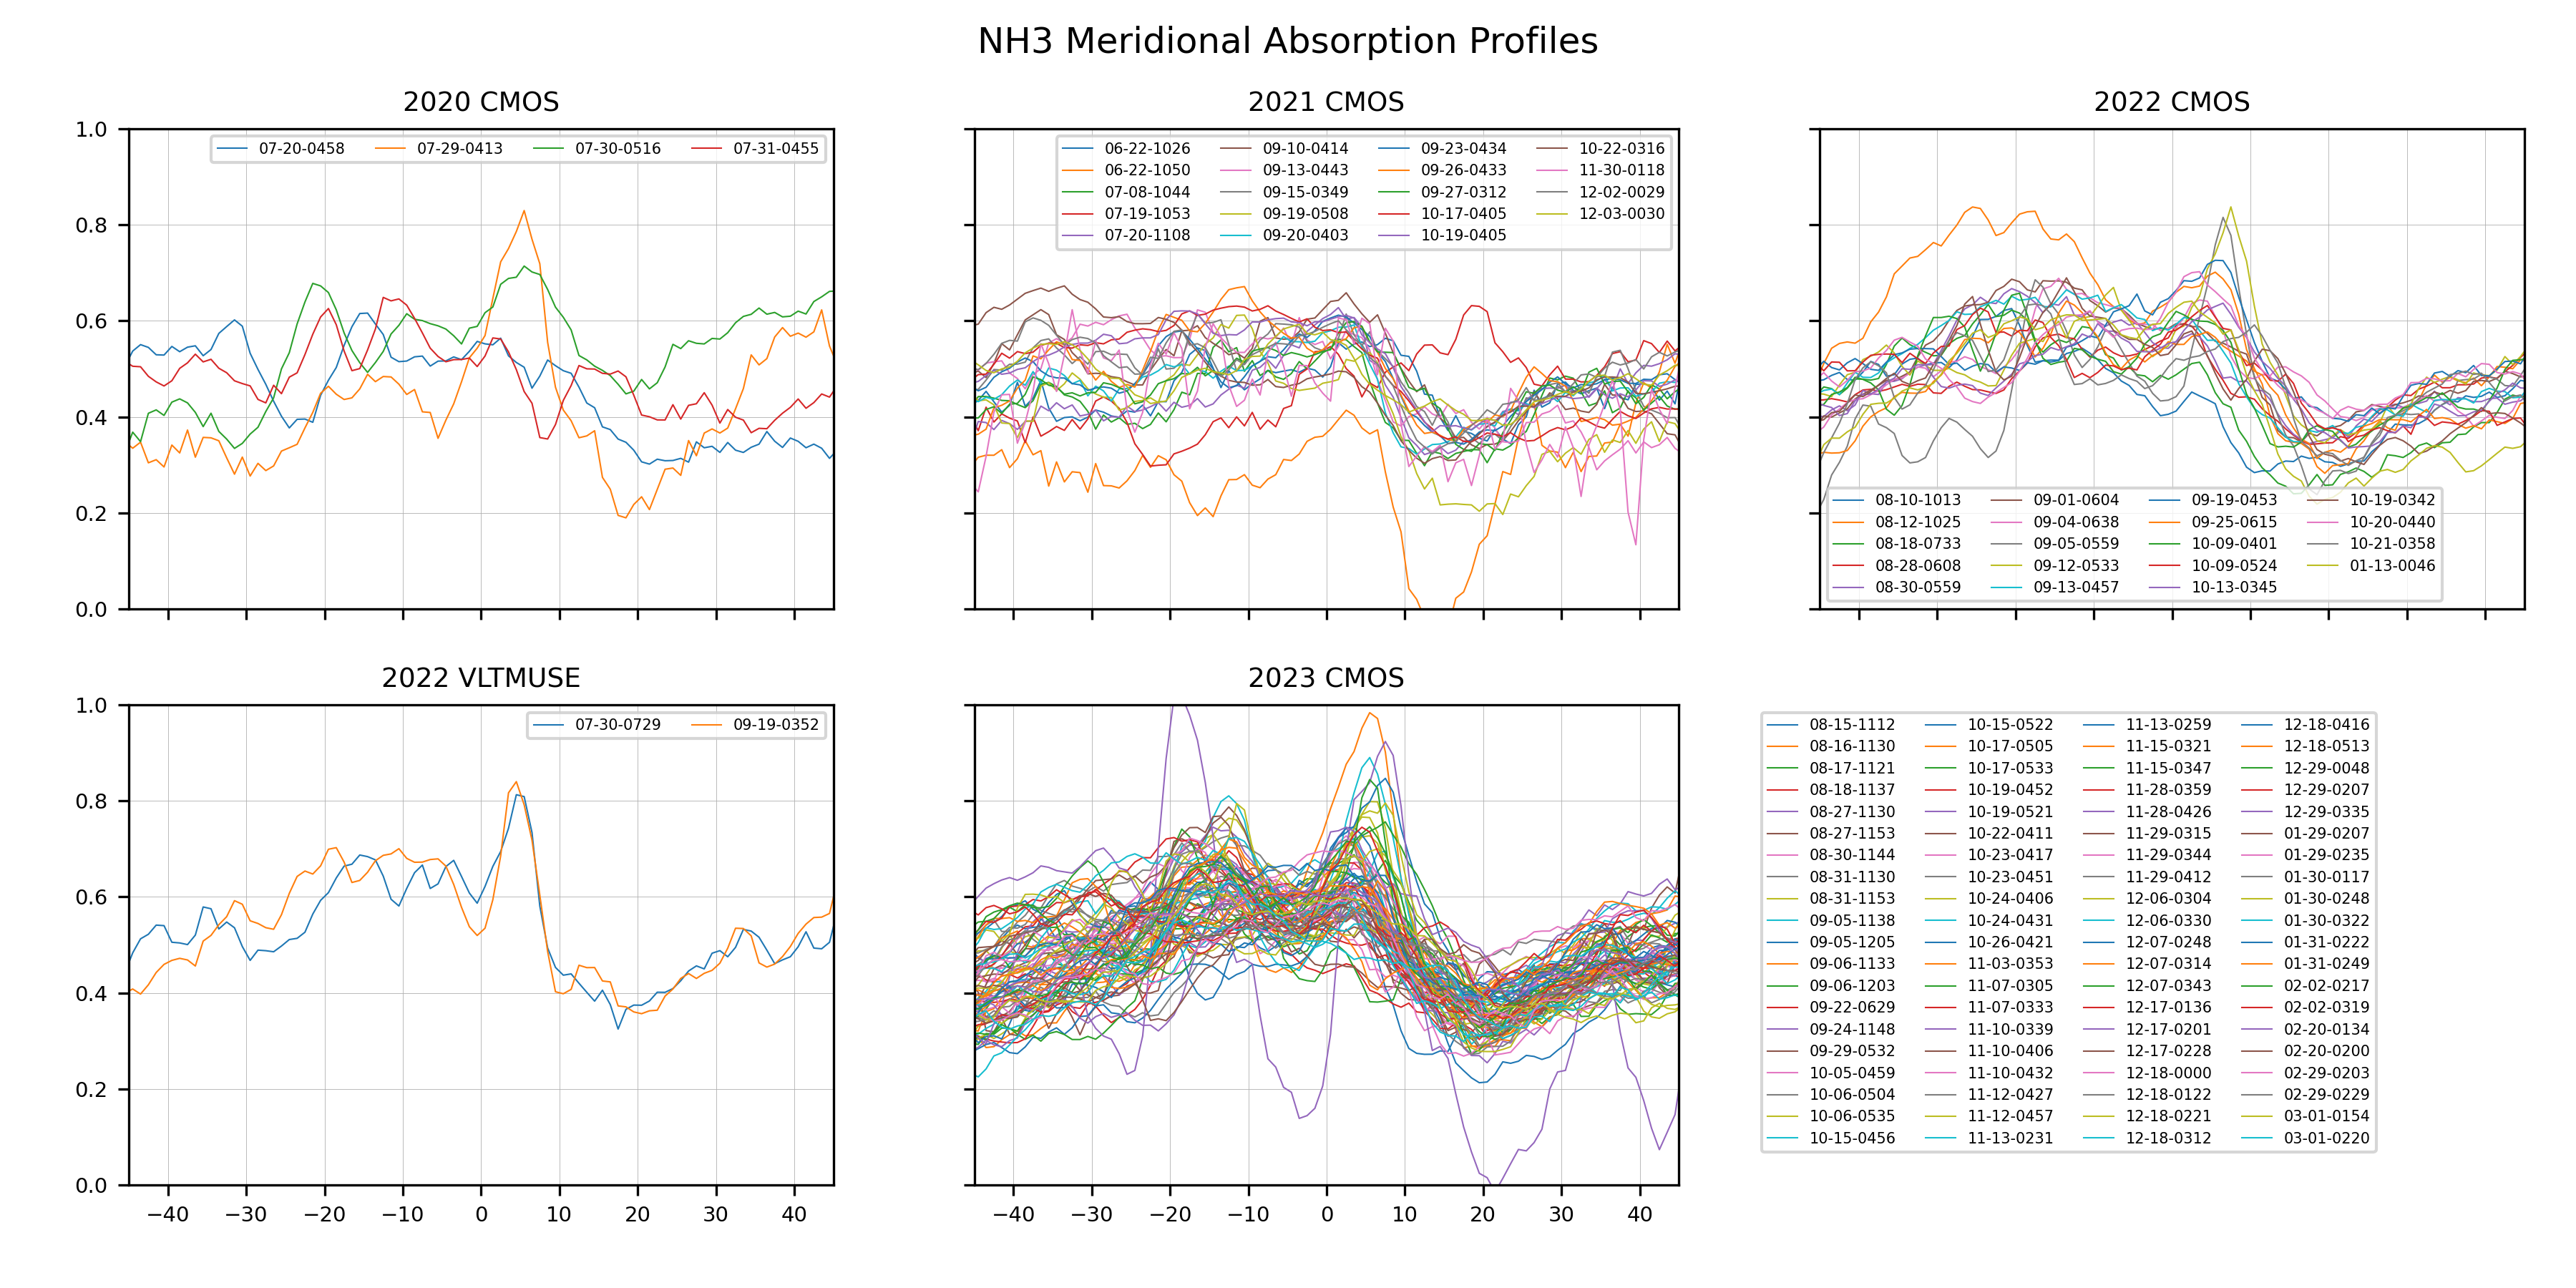 NH3 Meridional Absorption Profiles
2020 CMOS
1.0
0.8
0.6
0.4
0.2
0.0
07-20-0458 07-29-0413 07-30-0516 07-31-0455
2021 CMOS
06-22-1026 09-10-0414 09-23-0434 10-22-0316
06-22-1050 09-13-0443 09-26-0433 11-30-0118
07-08-1044 09-15-0349 09-27-0312 12-02-0029
07-19-1053 09-19-0508 10-17-0405 12-03-0030
07-20-1108 09-20-0403 10-19-0405
2022 CMOS
08-10-1013 09-01-0604 09-19-0453 10-19-0342
08-12-1025 09-04-0638 09-25-0615 10-20-0440
08-18-0733 09-05-0559 10-09-0401 10-21-0358
08-28-0608 09-12-0533 10-09-0524 01-13-0046
08-30-0559 09-13-0457 10-13-0345
2022 VLTMUSE
1.0
0.8
0.6
0.4
0.2
0.0
07-30-0729 09-19-0352
−40 −30 −20 −10 0 10 20 30 40
2023 CMOS
−40 −30 −20 −10 0 10 20 30 40
08-15-1112 10-15-0522 11-13-0259 12-18-0416
08-16-1130 10-17-0505 11-15-0321 12-18-0513
08-17-1121 10-17-0533 11-15-0347 12-29-0048
08-18-1137 10-19-0452 11-28-0359 12-29-0207
08-27-1130 10-19-0521 11-28-0426 12-29-0335
08-27-1153 10-22-0411 11-29-0315 01-29-0207
08-30-1144 10-23-0417 11-29-0344 01-29-0235
08-31-1130 10-23-0451 11-29-0412 01-30-0117
08-31-1153 10-24-0406 12-06-0304 01-30-0248
09-05-1138 10-24-0431 12-06-0330 01-30-0322
09-05-1205 10-26-0421 12-07-0248 01-31-0222
09-06-1133 11-03-0353 12-07-0314 01-31-0249
09-06-1203 11-07-0305 12-07-0343 02-02-0217
09-22-0629 11-07-0333 12-17-0136 02-02-0319
09-24-1148 11-10-0339 12-17-0201 02-20-0134
09-29-0532 11-10-0406 12-17-0228 02-20-0200
10-05-0459 11-10-0432 12-18-0000 02-29-0203
10-06-0504 11-12-0427 12-18-0122 02-29-0229
10-06-0535 11-12-0457 12-18-0221 03-01-0154
10-15-0456 11-13-0231 12-18-0312 03-01-0220